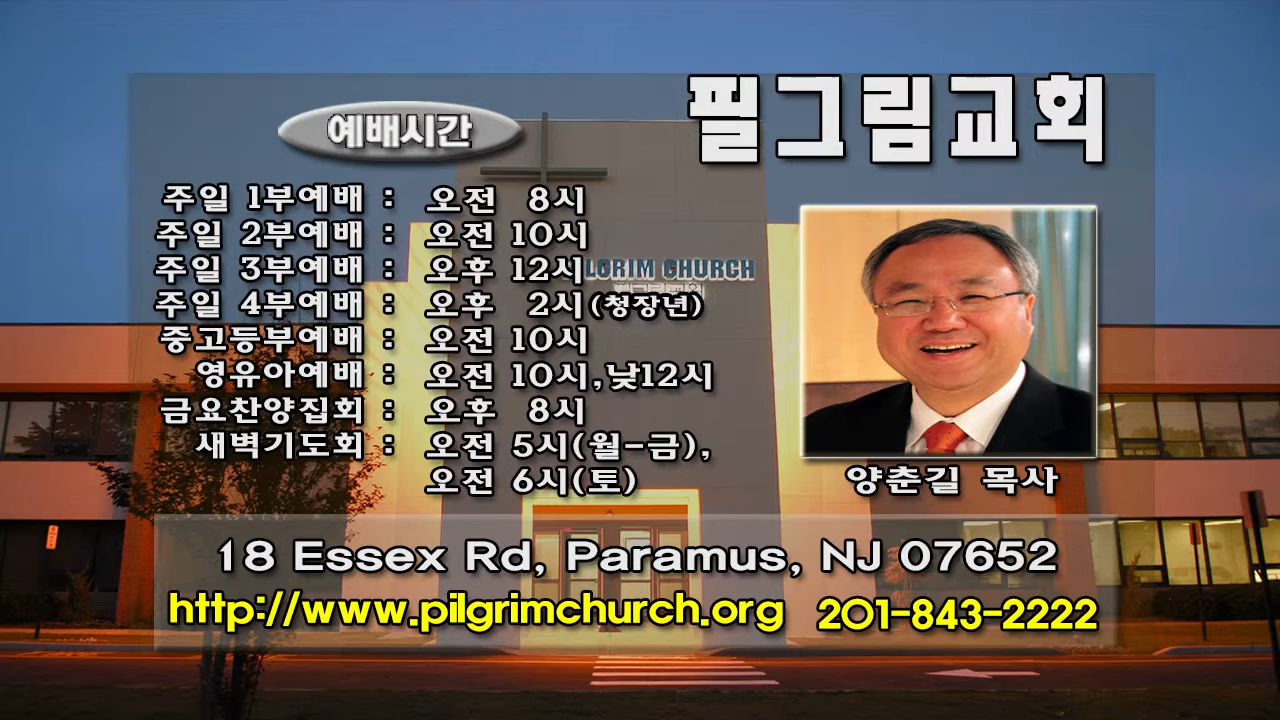 필그림교회
예배시간
주일 1부예배 : 오전 8시
주일 2부예배 : 오전 10시
주일 3부예배 : 오후 12시
주일 4부예배 : 오후 2시(청장년)
중고등부예배 : 오전 10시
영유아예배 : 오전 10시,낮12시
금요찬양집회 : 오후 8시
새벽기도회 : 오전 5시(월-금),
오전 6시(토)
LGRIM CHURCH
양춘길 목사
18 Essex Rd, Paramus, NJ 07652
http://www.pilgrimchurch.org 201-843-2222